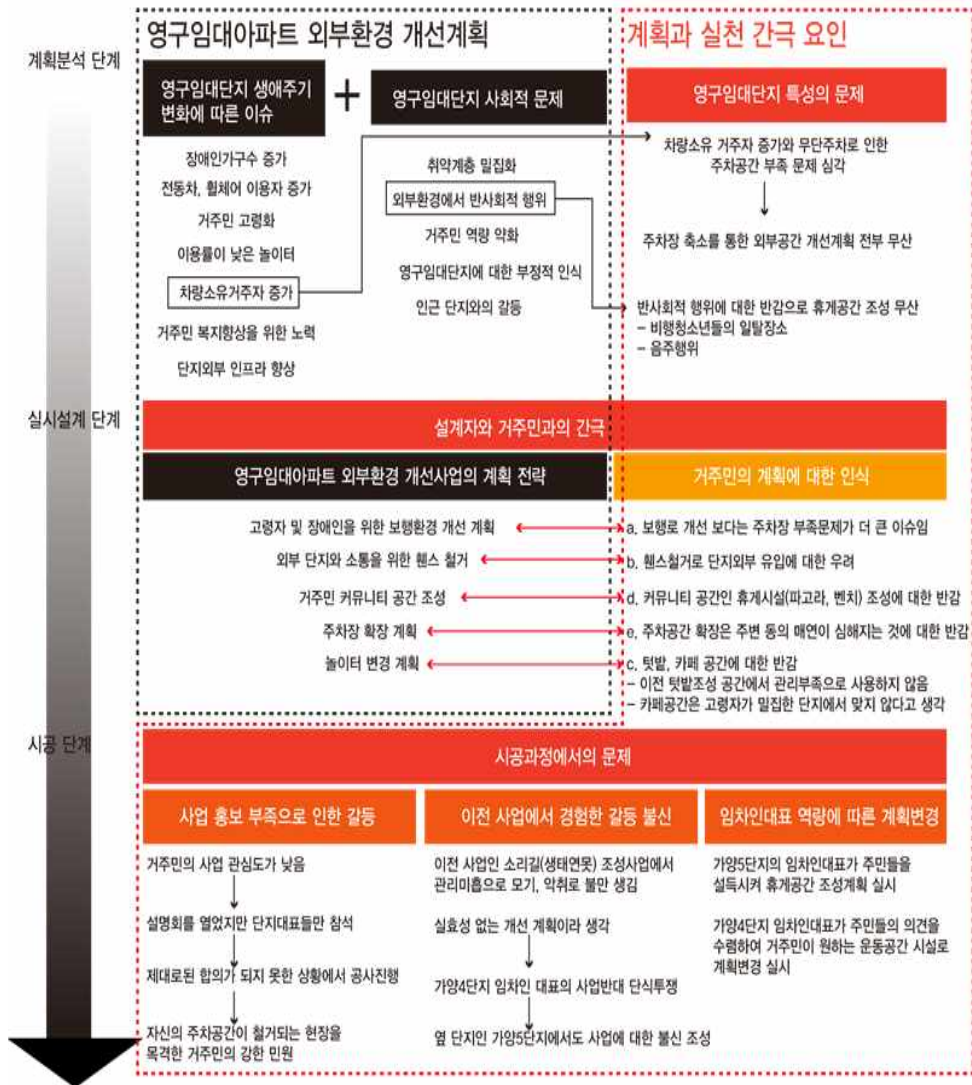 영구임대아파트 외부환경 개선계획
계획과 실천 간극 요인
계획분석 단계
영구임대단지 생애주기
변화에 따른 이슈
+
영구임대단지 사회적 문제
영구임대단지 특성의 문제
장애인가구수 증가
전동차, 휠체어 이용자 증가
거주민 고령화
이용률이 낮은 놀이터
차량소유거주자 증가
거주민 복지향상을 위한 노력
단지외부 인프라 향상
취약계층 밀집화
외부환경에서 반사회적 행위
거주민 역량 약화
영구임대단지에 대한 부정적 인식
인근 단지와의 갈등
차량소유 거주자 증가와 무단주차로 인한
주차공간 부족 문제 심각
주차장 축소를 통한 외부공간 개선계획 전부 무산
반사회적 행위에 대한 반감으로 휴게공간 조성 무산
– 비행청소년들의 일탈장소
– 음주행위
실시설계 단계
설계자와 거주민과의 간극
영구임대아파트 외부환경 개선사업의 계획 전략
거주민의 계획에 대한 인식
고령자 및 장애인을 위한 보행환경 개선 계획
a. 보행로 개선 보다는 주차장 부족문제가 더 큰 이슈임
외부 단지와 소통을 위한 휀스 철거
b. 휀스철거로 단지외부 유입에 대한 우려
거주민 커뮤니티 공간 조성
d. 커뮤니티 공간인 휴게시설(파고라, 벤치) 조성에 대한 반감
주차장 확장 계획
e. 주차공간 확장은 주변 동의 매연이 심해지는 것에 대한 반감
놀이터 변경 계획
c. 텃밭, 카페 공간에 대한 반감
– 이전 텃밭조성 공간에서 관리부족으로 사용하지 않음
– 카페공간은 고령자가 밀집한 단지에서 맞지 않다고 생각
시공 단계
시공과정에서의 문제
사업 홍보 부족으로 인한 갈등
이전 사업에서 경험한 갈등 불신
임차인대표 역량에 따른 계획변경
거주민의 사업 관심도가 낮음
설명회를 열었지만 단지대표들만 참석
제대로된 합의가 되지 못한 상황에서 공사진행
자신의 주차공간이 철거되는 현장을
목격한 거주민의 강한 민원
이전 사업인 소리길(생태연못) 조성사업에서
관리미흡으로 모기, 악취로 불만 생김
실효성 없는 개선 계획이라 생각
가양4단지 임차인 대표의 사업반대 단식투쟁
옆 단지인 가양5단지에서도 사업에 대한 불신 조성
가양5단지의 임차인대표가 주민들을
설득시켜 휴게공간 조성계획 실시
가양4단지 임차인대표가 주민들의 의견을
수렴하여 거주민이 원하는 운동공간 시설로
계획변경 실시